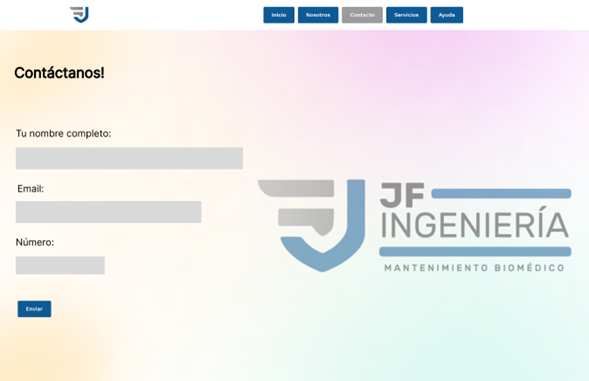 Inicio
Nosotros
Contacto
Servicios
Ayuda
Contáctanos!
Tu nombre completo:
Email:
Número:
Enviar
JF
INGENIERÍA
MANTENIMIENTO BIOMÉDICO